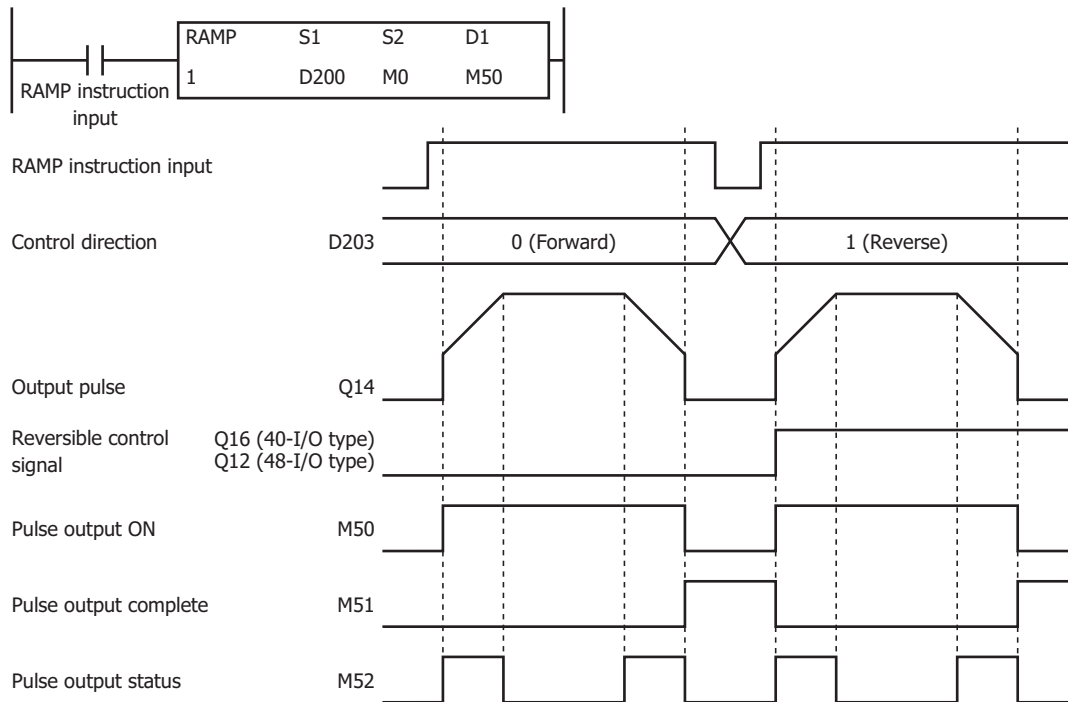 RAMP S1 S2 D1
1 D200 M0 M50
RAMP instruction
input
RAMP instruction input
Control direction D203 0 (Forward) 1 (Reverse)
Output pulse Q14
Reversible control Q16 (40-I/O type)
signal Q12 (48-I/O type)
Pulse output ON M50
Pulse output complete M51
Pulse output status M52